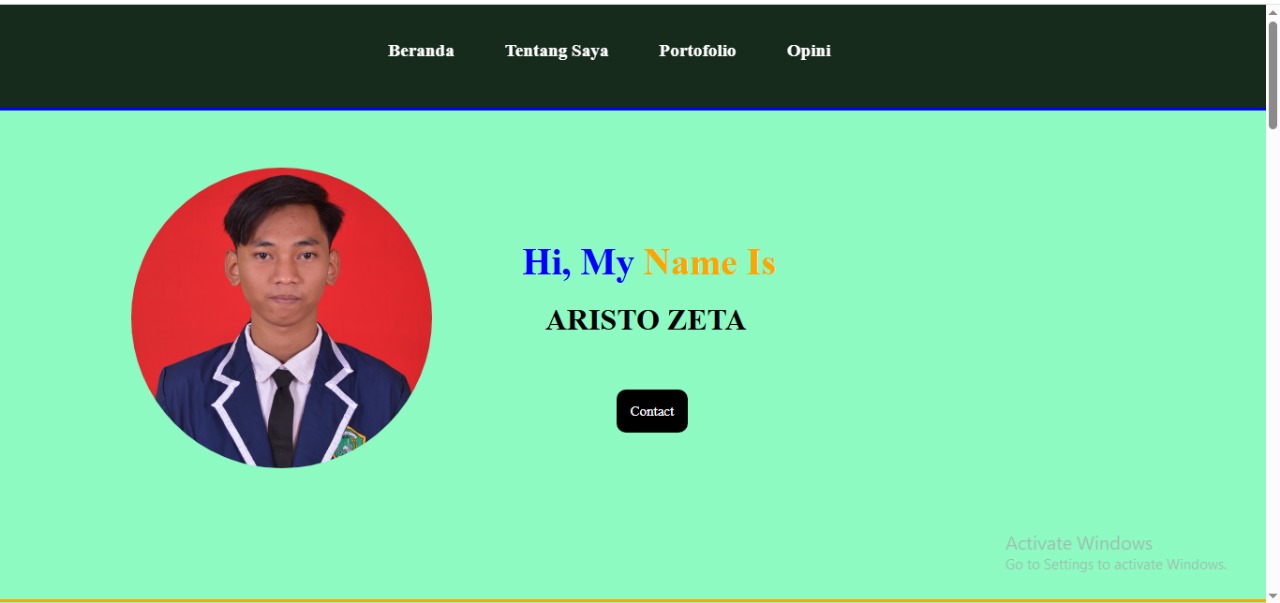 Beranda Tentang Saya Portofolio Opini
Hi, My Name Is
ARISTO ZETA
Contact
Activate Windows
Go to Settings to activate Windows.